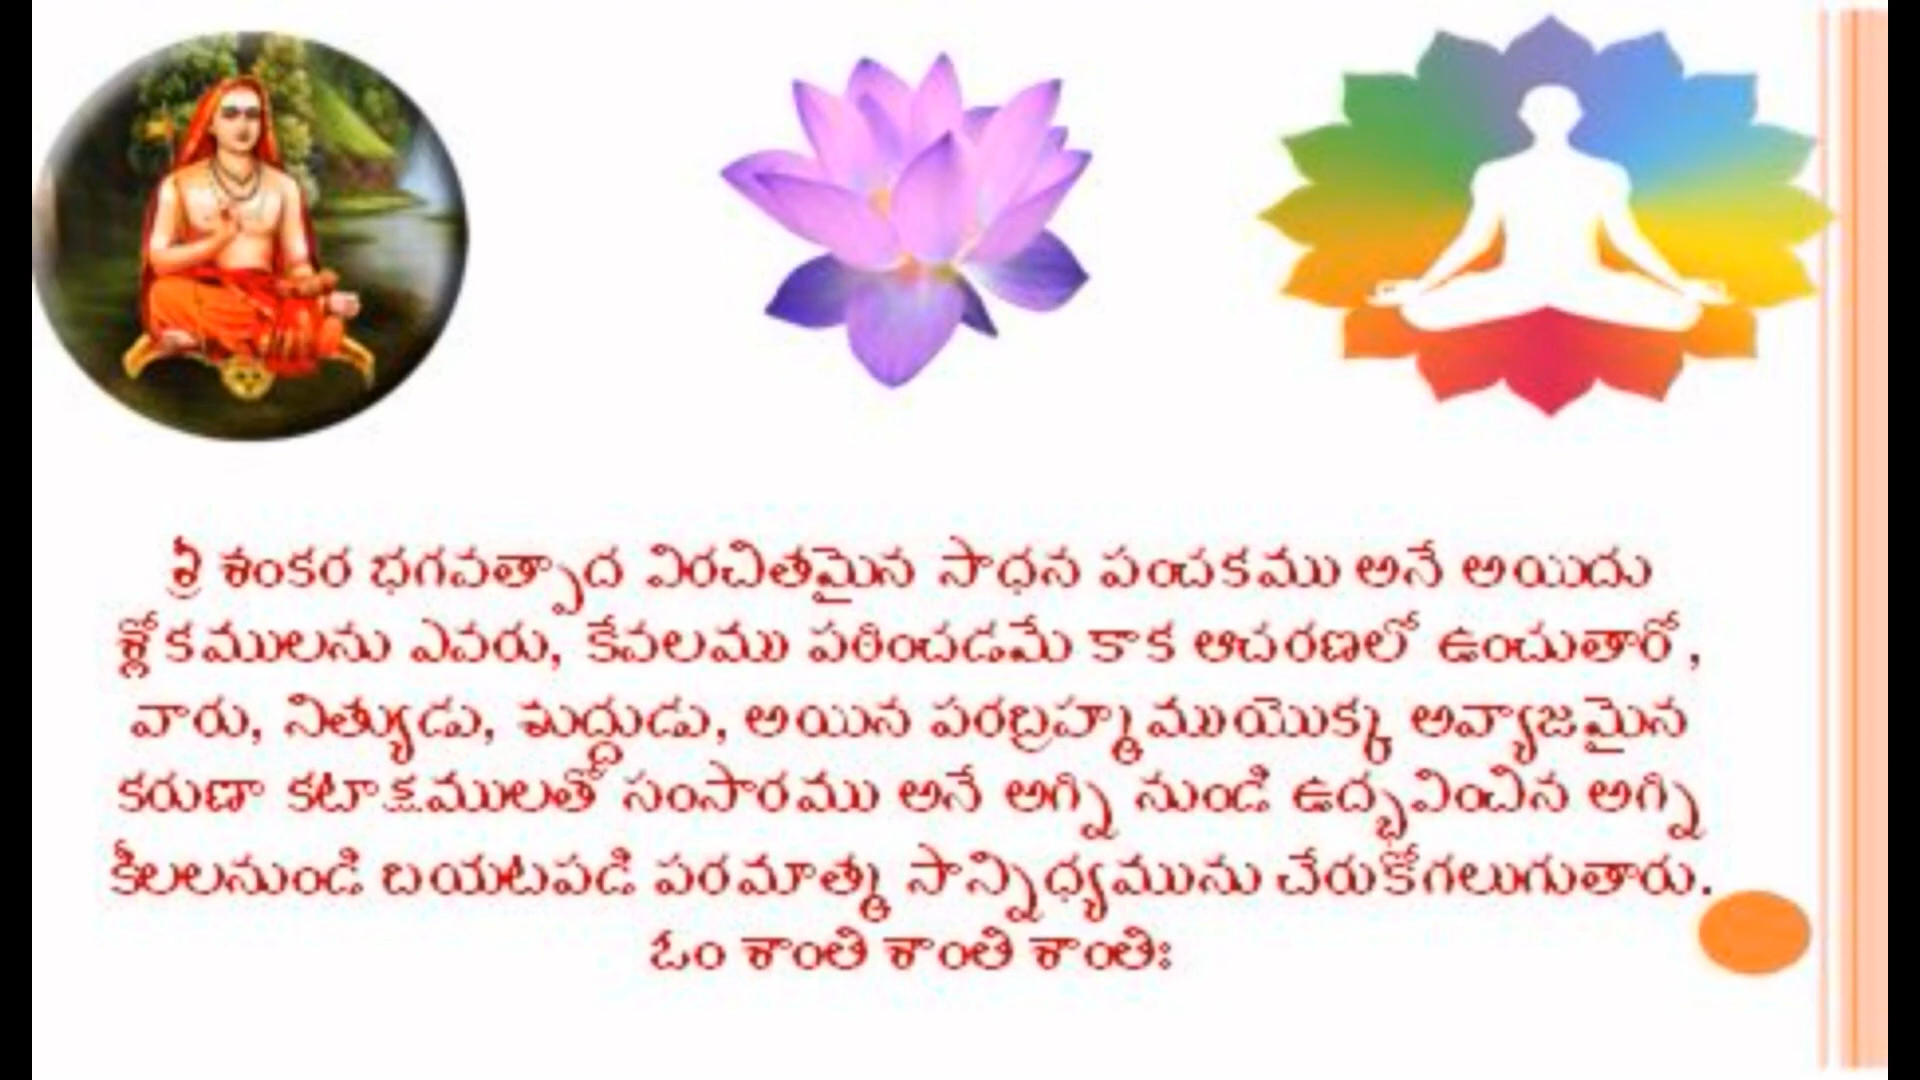 శ్రీ శంకర భగవత్పాద విరచితమైన సాధన పంచకము అనే అయిదు
శ్లోకములను ఎవరు, కేవలము పఠించడమే కాక ఆచరణలో ఉంచుతారో,
వారు, నిత్యుడు, ఋద్ధుడు, అయిన పరబ్రహ్మముయొక్క అవ్యాజమైన
కరుణా కటాక్షములతో సంసారము అనే అగ్ని నుండి ఉద్భవించిన అగ్ని
కీలలనుండి బయటపడి పరమాత్మ సాన్నిధ్యమును చేరుకోగలుగుతారు.
ఓం శాంతి శాంతి శాంతిః